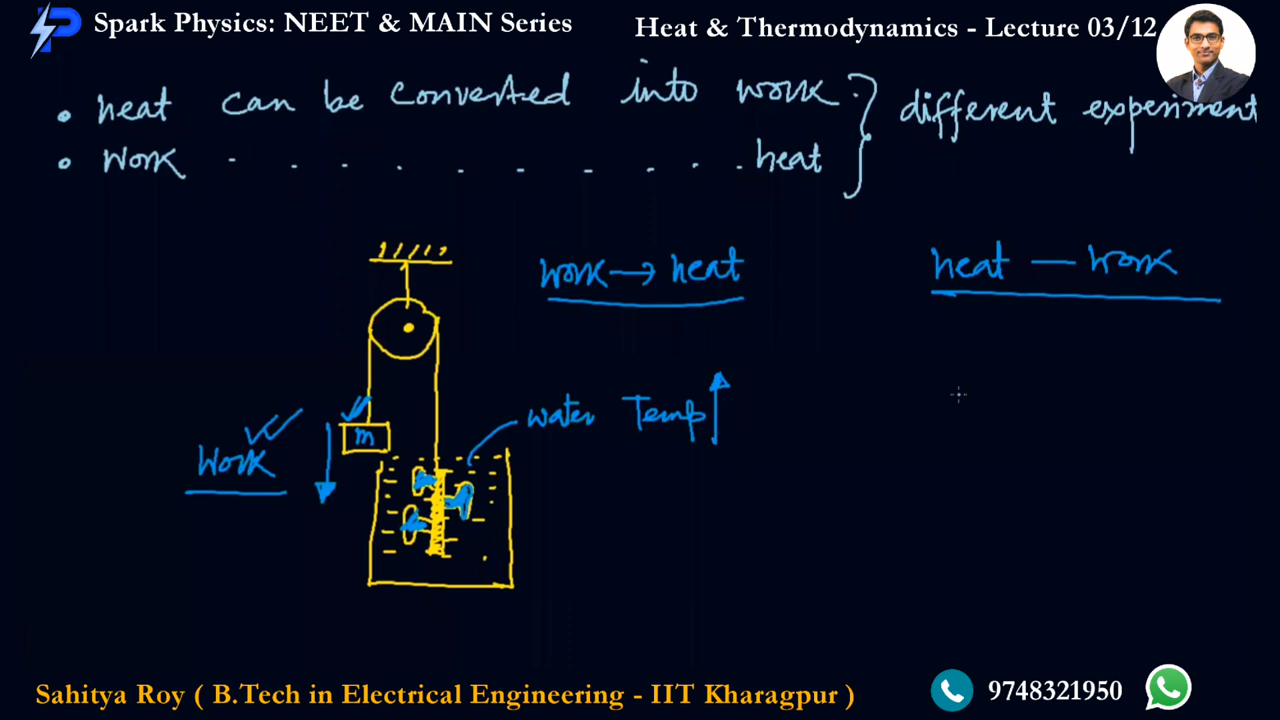 Spark Physics: NEET & MAIN Series
Heat & Thermodynamics - Lecture 03/12
• heat can be converted into work.
• Work . . . . . . . . . . heat
different experiment
work → heat
heat — work
water Temp ↑
Work
m
Sahitya Roy ( B.Tech in Electrical Engineering - IIT Kharagpur )
9748321950